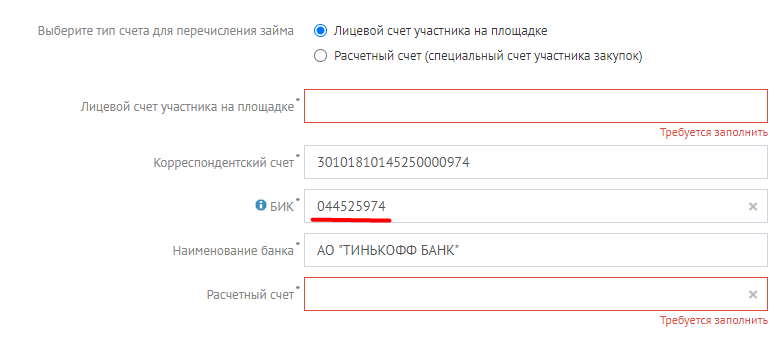 Выберите тип счета для перечисления займа
Лицевой счет участника на площадке
Расчетный счет (специальный счет участника закупок)
Лицевой счет участника на площадке*
Требуется заполнить
Корреспондентский счет* 30101810145250000974
БИК* 044525974
Наименование банка* АО "ТИНЬКОФФ БАНК"
Расчетный счет*
Требуется заполнить